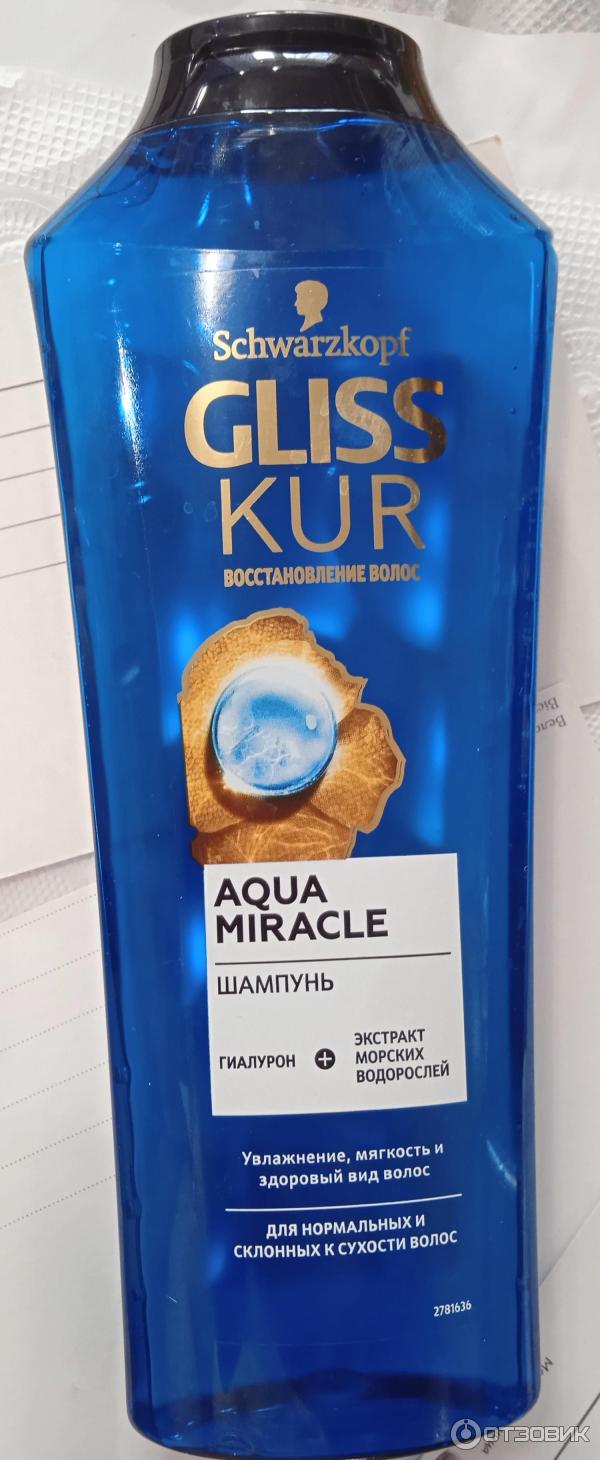 Schwarzkopf
GLISS
KUR
ВОССТАНОВЛЕНИЕ ВОЛОС
AQUA
MIRACLE
ШАМПУНЬ
ГИАЛУРОН + ЭКСТРАКТ
МОРСКИХ
ВОДОРОСЛЕЙ
Увлажнение, мягкость и
здоровый вид волос
ДЛЯ НОРМАЛЬНЫХ И
СКЛОННЫХ К СУХОСТИ ВОЛОС
2781636
ОТЗОВИК